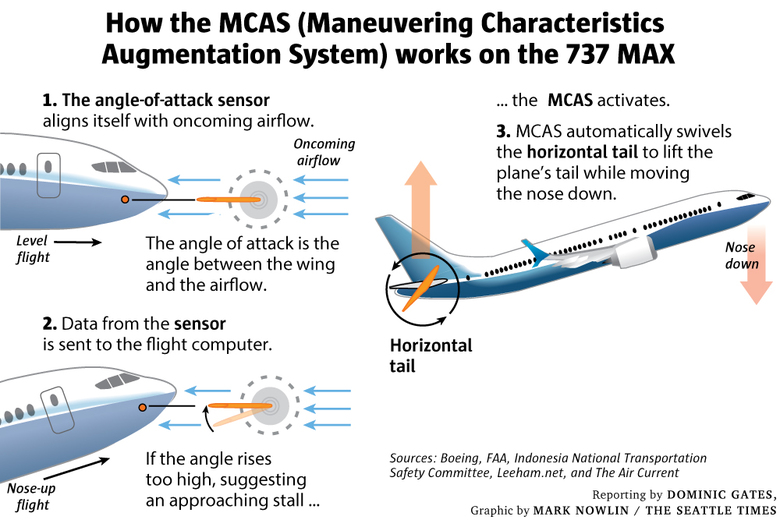 How the MCAS (Maneuvering Characteristics
Augmentation System) works on the 737 MAX
1. The angle-of-attack sensor
aligns itself with oncoming airflow.
Oncoming
airflow
Level
flight
The angle of attack is the
angle between the wing
and the airflow.
2. Data from the sensor
is sent to the flight computer.
Nose-up
flight
If the angle rises
too high, suggesting
an approaching stall ...
... the MCAS activates.
3. MCAS automatically swivels
the horizontal tail to lift the
plane's tail while moving
the nose down.
Nose
down
Horizontal
tail
Sources: Boeing, FAA, Indonesia National Transportation
Safety Committee, Leeham.net, and The Air Current
Reporting by DOMINIC GATES,
Graphic by MARK NOWLIN / THE SEATTLE TIMES